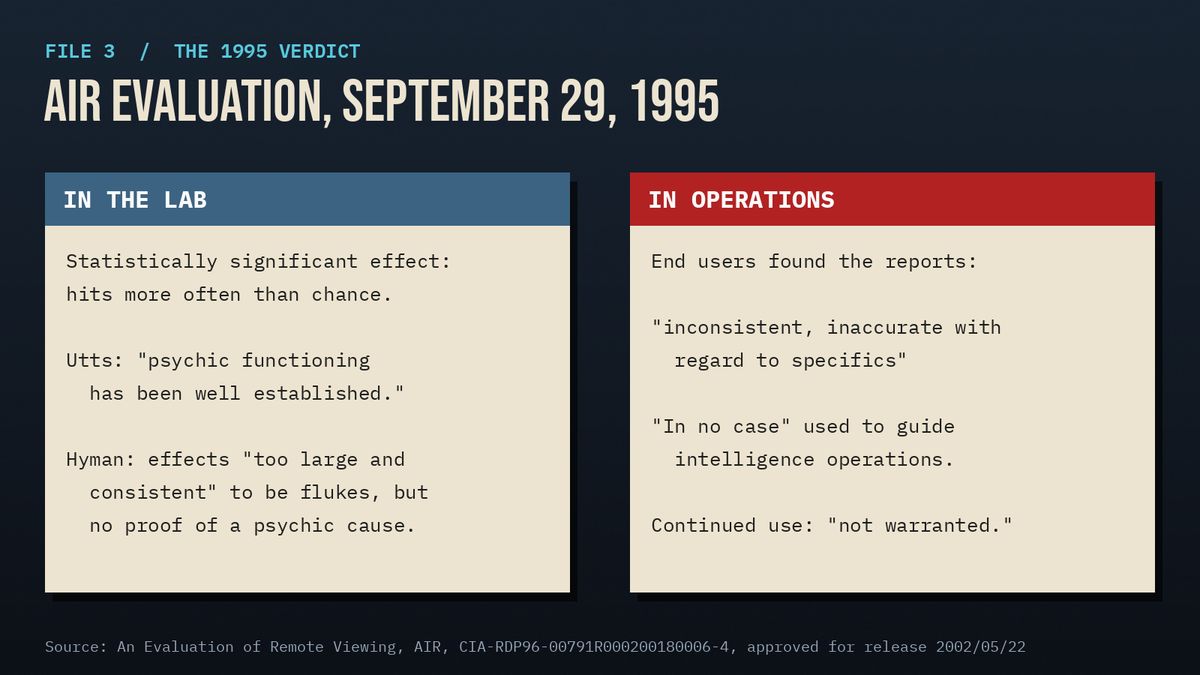 FILE 3 / THE 1995 VERDICT
AIR EVALUATION, SEPTEMBER 29, 1995
IN THE LAB
Statistically significant effect:
hits more often than chance.
Utts: "psychic functioning
has been well established."
Hyman: effects "too large and
consistent" to be flukes, but
no proof of a psychic cause.
IN OPERATIONS
End users found the reports:
"inconsistent, inaccurate with
regard to specifics"
"In no case" used to guide
intelligence operations.
Continued use: "not warranted."
Source: An Evaluation of Remote Viewing, AIR, CIA-RDP96-00791R000200180006-4, approved for release 2002/05/22